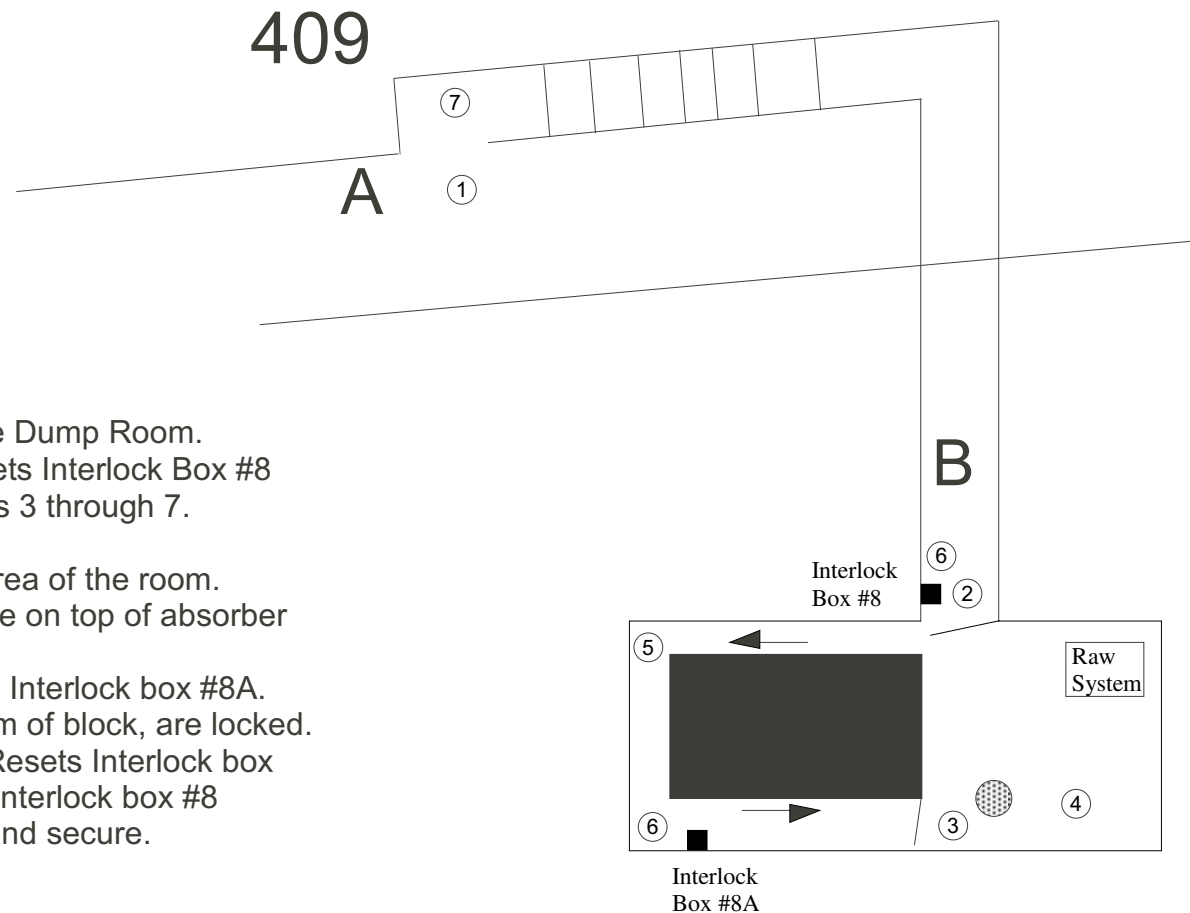 409
7
A
1
e Dump Room.
ets Interlock Box #8
s 3 through 7.
rea of the room.
e on top of absorber
Interlock box #8A.
m of block, are locked.
Resets Interlock box
nterlock box #8
nd secure.
B
6
Interlock
Box #8
2
5
Raw
System
4
3
6
Interlock
Box #8A